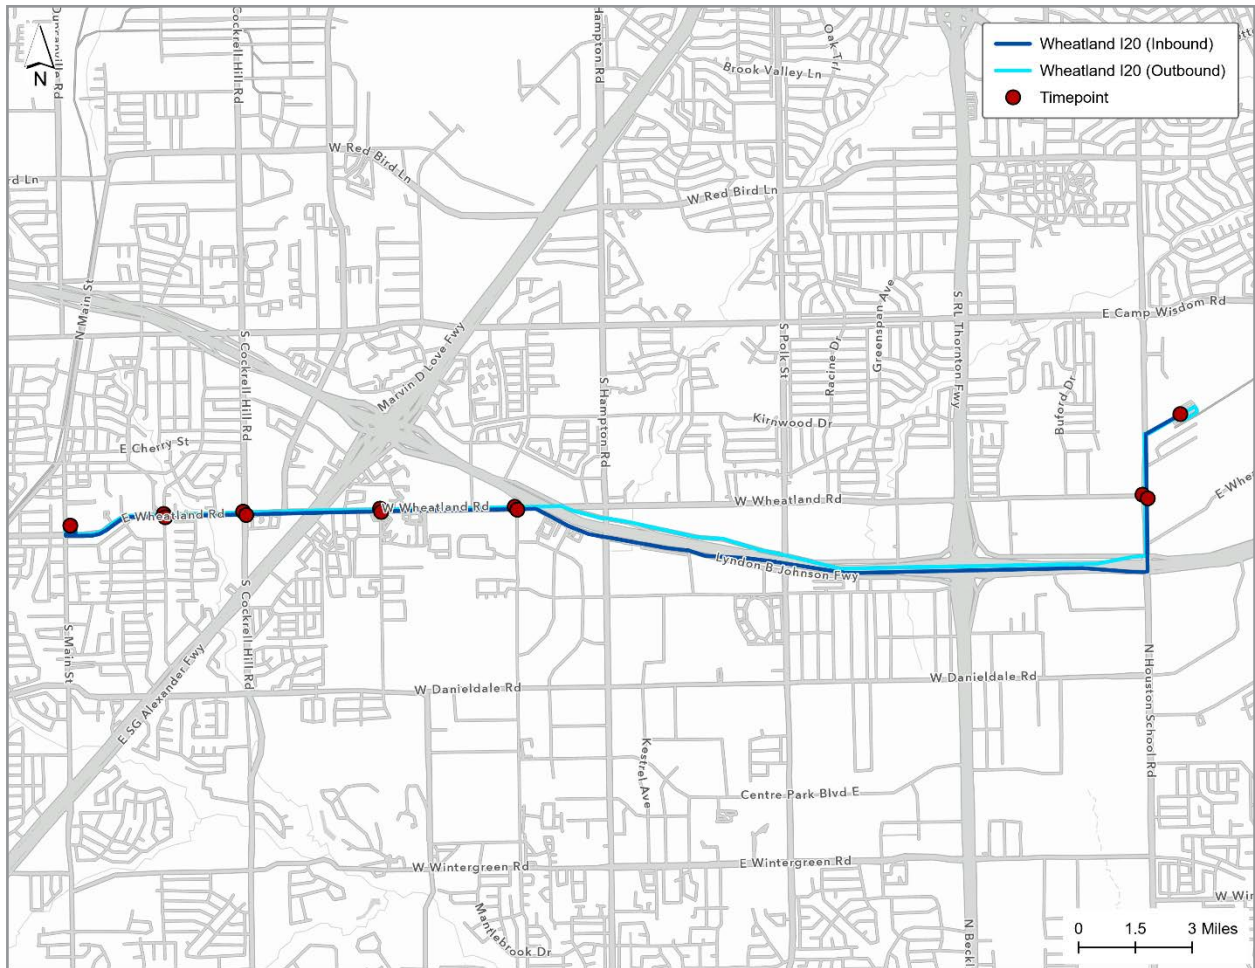 N
Duncanville Rd
Cockrell Hill Rd
Hampton Rd
Oak Trl
Brook Valley Ln
Wheatland I20 (Inbound)
Wheatland I20 (Outbound)
Timepoint
W Red Bird Ln
W Red Bird Ln
rd Ln
N Main St
S Cockrell Hill Rd
Marvin D Love Fwy
S Hampton Rd
S Polk St
Racine Dr
Greenspan Ave
S RL Thornton Fwy
E Camp Wisdom Rd
Buford Dr
Kirnwood Dr
E Cherry St
E Wheatland Rd
W Wheatland Rd
W Wheatland Rd
E Whe
Lyndon B Johnson Fwy
S Main St
S Cockrell Hill Rd
E SG Alexander Fwy
W Danieldale Rd
W Danieldale Rd
N Houston School Rd
Kestrel Ave
Centre Park Blvd E
W Wintergreen Rd
E Wintergreen Rd
W Win
Mantlebrook Dr
N Beckl
0 1.5 3 Miles